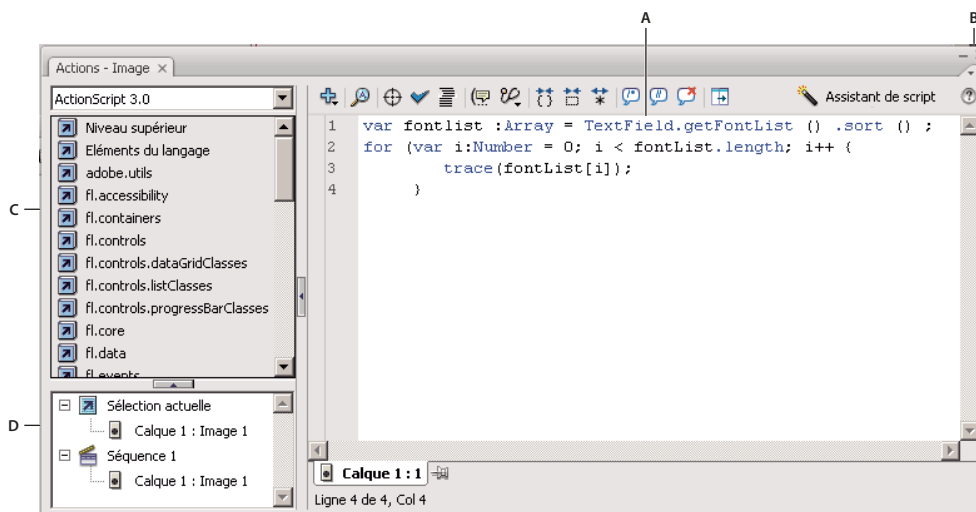 A
B
Actions - Image
ActionScript 3.0
Assistant de script
C
Niveau supérieur
Eléments du langage
adobe.utils
fl.accessibility
fl.containers
fl.controls
fl.controls.dataGridClasses
fl.controls.listClasses
fl.controls.progressBarClasses
fl.core
fl.data
fl.events
1 var fontlist :Array = TextField.getFontList () .sort () ;
2 for (var i:Number = 0; i < fontList.length; i++ {
3 trace(fontList[i]);
4 }
D
Sélection actuelle
Calque 1 : Image 1
Séquence 1
Calque 1 : Image 1
Calque 1 : 1
Ligne 4 de 4, Col 4